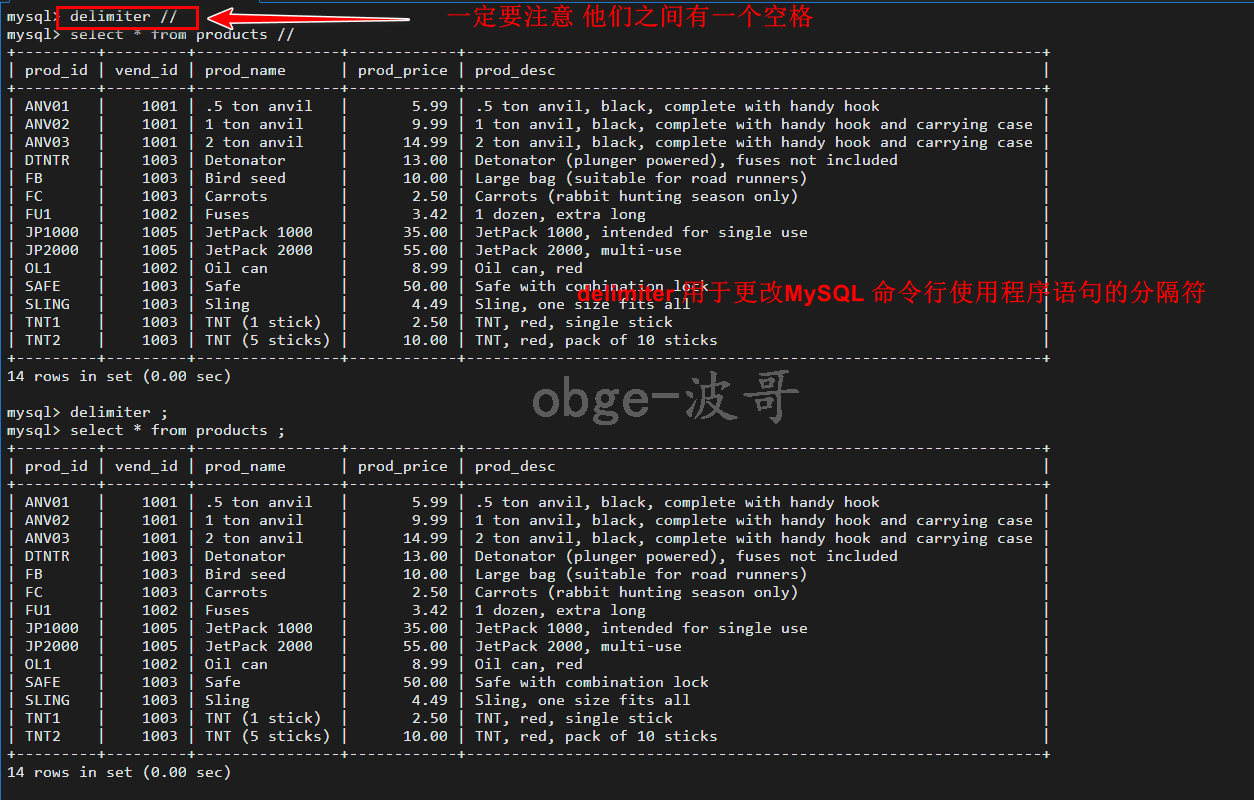 mysql> delimiter // 一定要注意 他们之间有一个空格
mysql> select * from products //
+---------+---------+---------------+------------+----------------------------------------------------------------+
| prod_id | vend_id | prod_name | prod_price | prod_desc |
+---------+---------+---------------+------------+----------------------------------------------------------------+
| ANV01 | 1001 | .5 ton anvil | 5.99 | .5 ton anvil, black, complete with handy hook |
| ANV02 | 1001 | 1 ton anvil | 9.99 | 1 ton anvil, black, complete with handy hook and carrying case |
| ANV03 | 1001 | 2 ton anvil | 14.99 | 2 ton anvil, black, complete with handy hook and carrying case |
| DTNTR | 1003 | Detonator | 13.00 | Detonator (plunger powered), fuses not included |
| FB | 1003 | Bird seed | 10.00 | Large bag (suitable for road runners) |
| FC | 1003 | Carrots | 2.50 | Carrots (rabbit hunting season only) |
| FU1 | 1002 | Fuses | 3.42 | 1 dozen, extra long |
| JP1000 | 1005 | JetPack 1000 | 35.00 | JetPack 1000, intended for single use |
| JP2000 | 1005 | JetPack 2000 | 55.00 | JetPack 2000, multi-use |
| OL1 | 1002 | Oil can | 8.99 | Oil can, red |
| SAFE | 1003 | Safe | 50.00 | Safe with combination lock |
delimiter 用于更改MySQL 命令行使用程序语句的分隔符
| SLING | 1003 | Sling | 4.49 | Sling, one size fits all |
| TNT1 | 1003 | TNT (1 stick) | 2.50 | TNT, red, single stick |
| TNT2 | 1003 | TNT (5 sticks) | 10.00 | TNT, red, pack of 10 sticks |
+---------+---------+---------------+------------+----------------------------------------------------------------+
14 rows in set (0.00 sec)
obge-波哥
mysql> delimiter ;
mysql> select * from products ;
+---------+---------+---------------+------------+----------------------------------------------------------------+
| prod_id | vend_id | prod_name | prod_price | prod_desc |
+---------+---------+---------------+------------+----------------------------------------------------------------+
| ANV01 | 1001 | .5 ton anvil | 5.99 | .5 ton anvil, black, complete with handy hook |
| ANV02 | 1001 | 1 ton anvil | 9.99 | 1 ton anvil, black, complete with handy hook and carrying case |
| ANV03 | 1001 | 2 ton anvil | 14.99 | 2 ton anvil, black, complete with handy hook and carrying case |
| DTNTR | 1003 | Detonator | 13.00 | Detonator (plunger powered), fuses not included |
| FB | 1003 | Bird seed | 10.00 | Large bag (suitable for road runners) |
| FC | 1003 | Carrots | 2.50 | Carrots (rabbit hunting season only) |
| FU1 | 1002 | Fuses | 3.42 | 1 dozen, extra long |
| JP1000 | 1005 | JetPack 1000 | 35.00 | JetPack 1000, intended for single use |
| JP2000 | 1005 | JetPack 2000 | 55.00 | JetPack 2000, multi-use |
| OL1 | 1002 | Oil can | 8.99 | Oil can, red |
| SAFE | 1003 | Safe | 50.00 | Safe with combination lock |
| SLING | 1003 | Sling | 4.49 | Sling, one size fits all |
| TNT1 | 1003 | TNT (1 stick) | 2.50 | TNT, red, single stick |
| TNT2 | 1003 | TNT (5 sticks) | 10.00 | TNT, red, pack of 10 sticks |
+---------+---------+---------------+------------+----------------------------------------------------------------+
14 rows in set (0.00 sec)